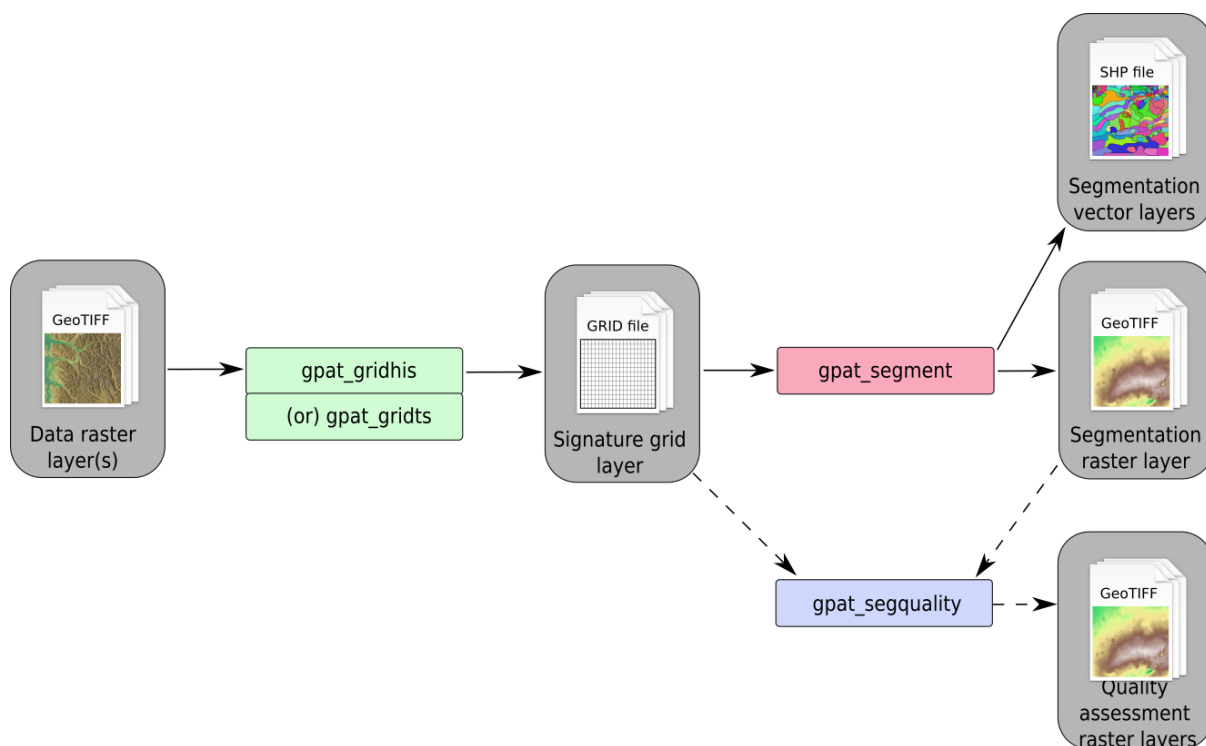 SHP file
Segmentation
vector layers
GeoTIFF
Data raster
layer(s)
gpat_gridhis
(or) gpat_gridts
GRID file
Signature grid
layer
gpat_segment
GeoTIFF
Segmentation
raster layer
gpat_segquality
GeoTIFF
Quality
assessment
raster layers